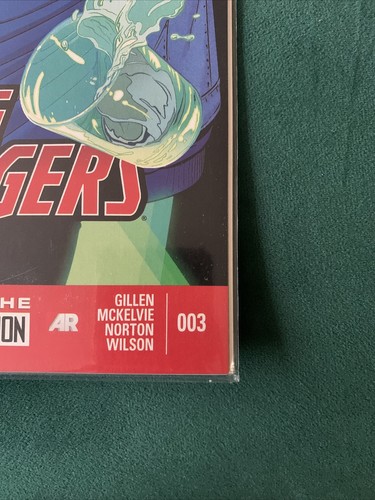 G
GERS®
THE
ON
AR
GILLEN
MCKELVIE
NORTON
WILSON
003